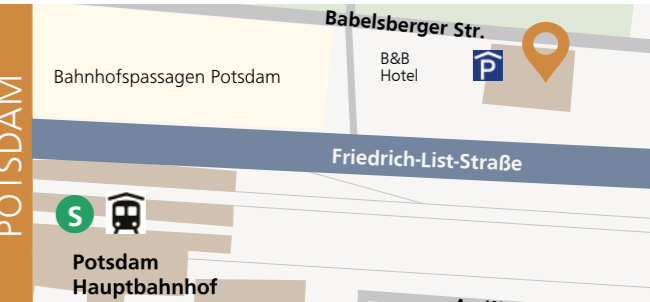 POTSDAM
Babelsberger Str.
B&B
Hotel
P
Bahnhofspassagen Potsdam
Friedrich-List-Straße
S
Potsdam
Hauptbahnhof